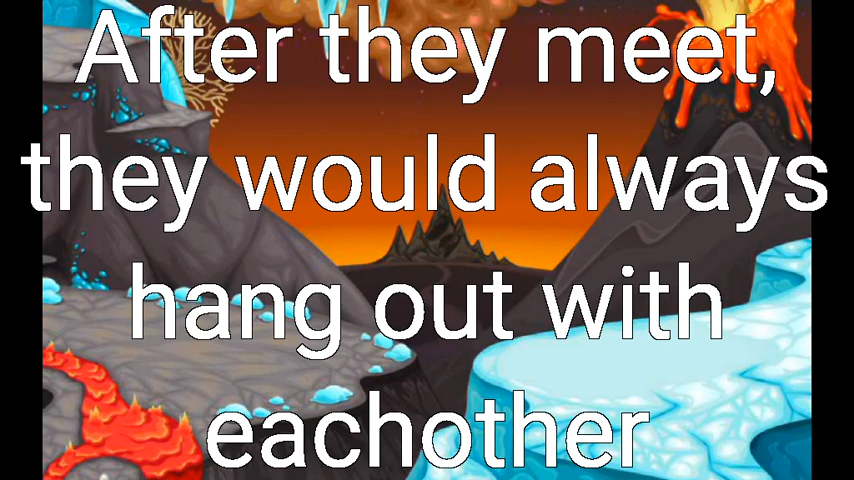 After they meet,
they would always
hang out with
eachother